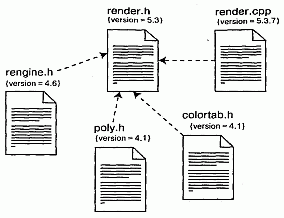 render.h
(version = 5.3)
render.cpp
(version = 5.3.7)
rengine.h
(version = 4.6)
poly.h
(version = 4.1)
colortab.h
(version = 4.1)